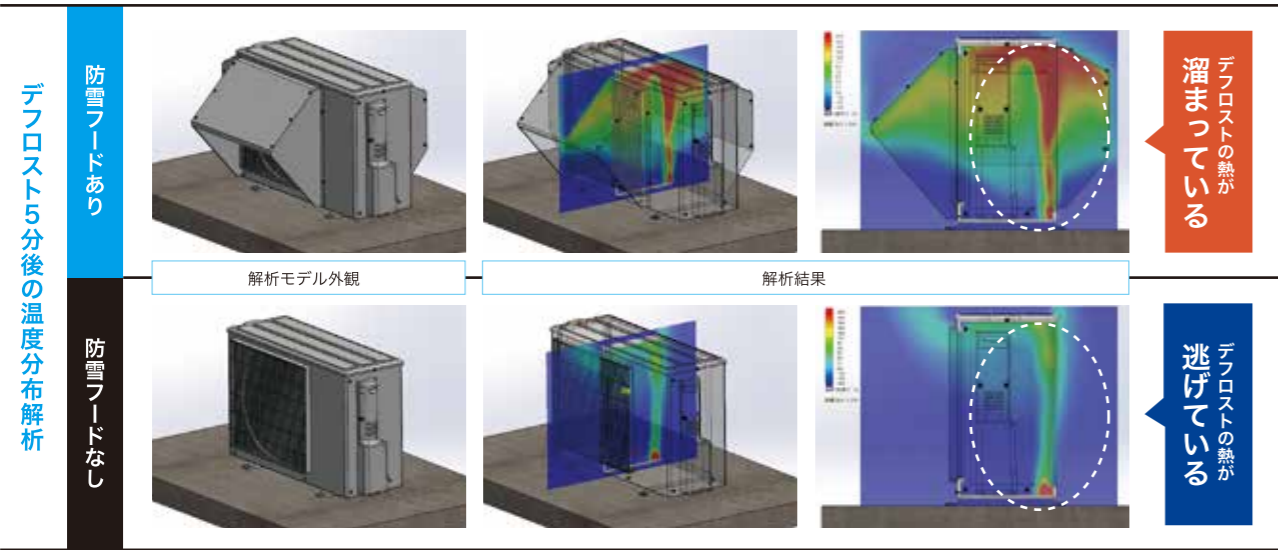 デフロスト5分後の温度分布解析
防雪フードあり
デフロストの熱が
溜まっている
解析モデル外観
解析結果
防雪フードなし
デフロストの熱が
逃げている